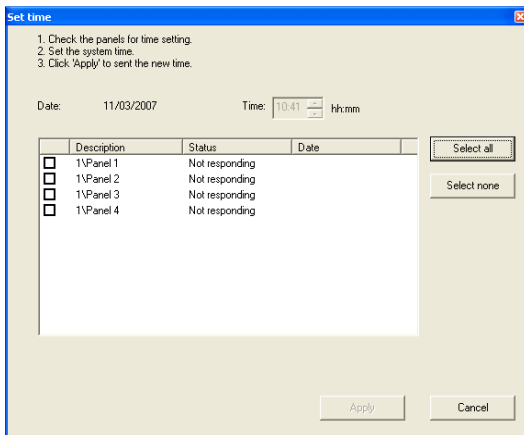 Set time
1. Check the panels for time setting.
2. Set the system time.
3. Click 'Apply' to sent the new time.
Date: 11/03/2007 Time: 10:41 hh:mm
Description Status Date
1\Panel 1 Not responding
1\Panel 2 Not responding
1\Panel 3 Not responding
1\Panel 4 Not responding
Select all
Select none
Apply Cancel